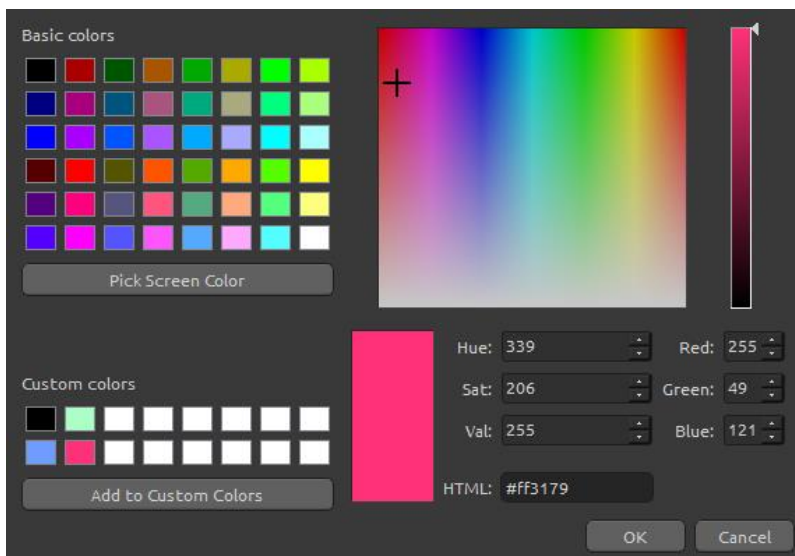 Basic colors
Pick Screen Color
Hue: 339 Red: 255
Sat: 206 Green: 49
Val: 255 Blue: 121
HTML: #ff3179
Custom colors
Add to Custom Colors
OK Cancel